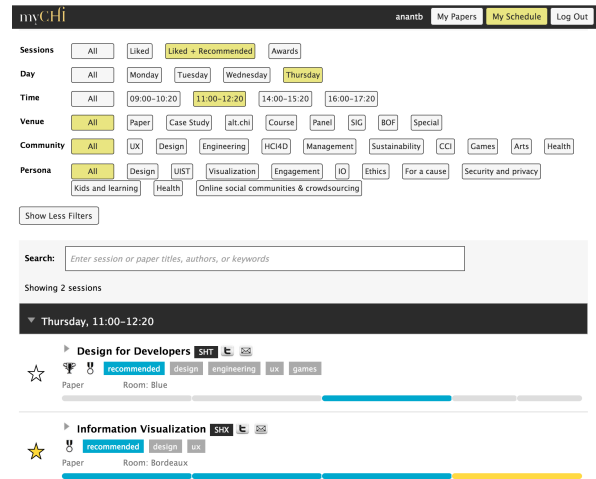 myCHI anantb My Papers My Schedule Log Out
Sessions All Liked Liked + Recommended Awards
Day All Monday Tuesday Wednesday Thursday
Time All 09:00-10:20 11:00-12:20 14:00-15:20 16:00-17:20
Venue All Paper Case Study alt.chi Course Panel SIG BOF Special
Community All UX Design Engineering HCI4D Management Sustainability CCI Games Arts Health
Persona All Design UIST Visualization Engagement IO Ethics For a cause Security and privacy
Kids and learning Health Online social communities & crowdsourcing
Show Less Filters
Search: Enter session or paper titles, authors, or keywords
Showing 2 sessions
Thursday, 11:00-12:20
Design for Developers SHT
recommended design engineering ux games
Paper Room: Blue
Information Visualization SHX
recommended design ux
Paper Room: Bordeaux